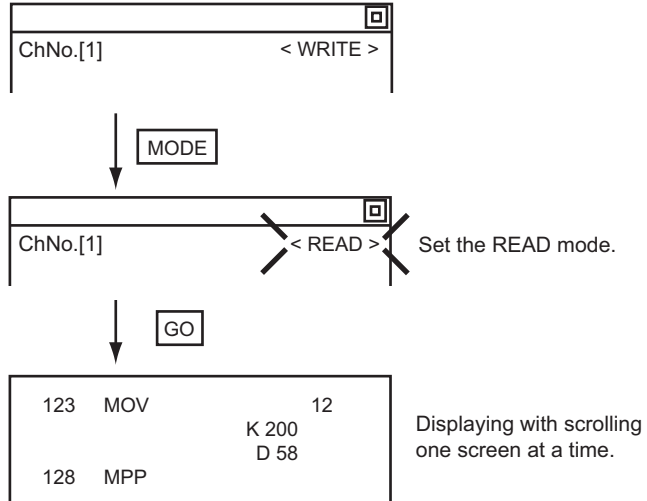 ChNo.[1] < WRITE >
MODE
ChNo.[1] < READ >
Set the READ mode.
GO
123 MOV 12
K 200
D 58
128 MPP
Displaying with scrolling
one screen at a time.